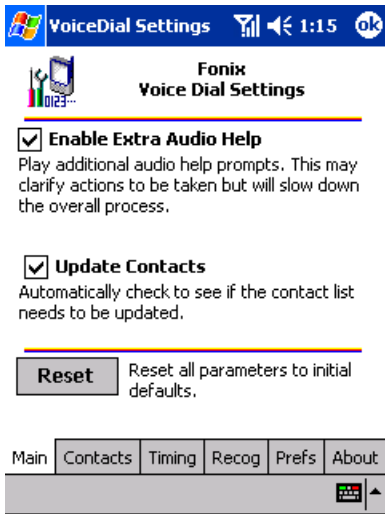 VoiceDial Settings 1:15 ok
Fonix
Voice Dial Settings
0123...
Enable Extra Audio Help
Play additional audio help prompts. This may
clarify actions to be taken but will slow down
the overall process.
Update Contacts
Automatically check to see if the contact list
needs to be updated.
Reset
Reset all parameters to initial
defaults.
Main Contacts Timing Recog Prefs About